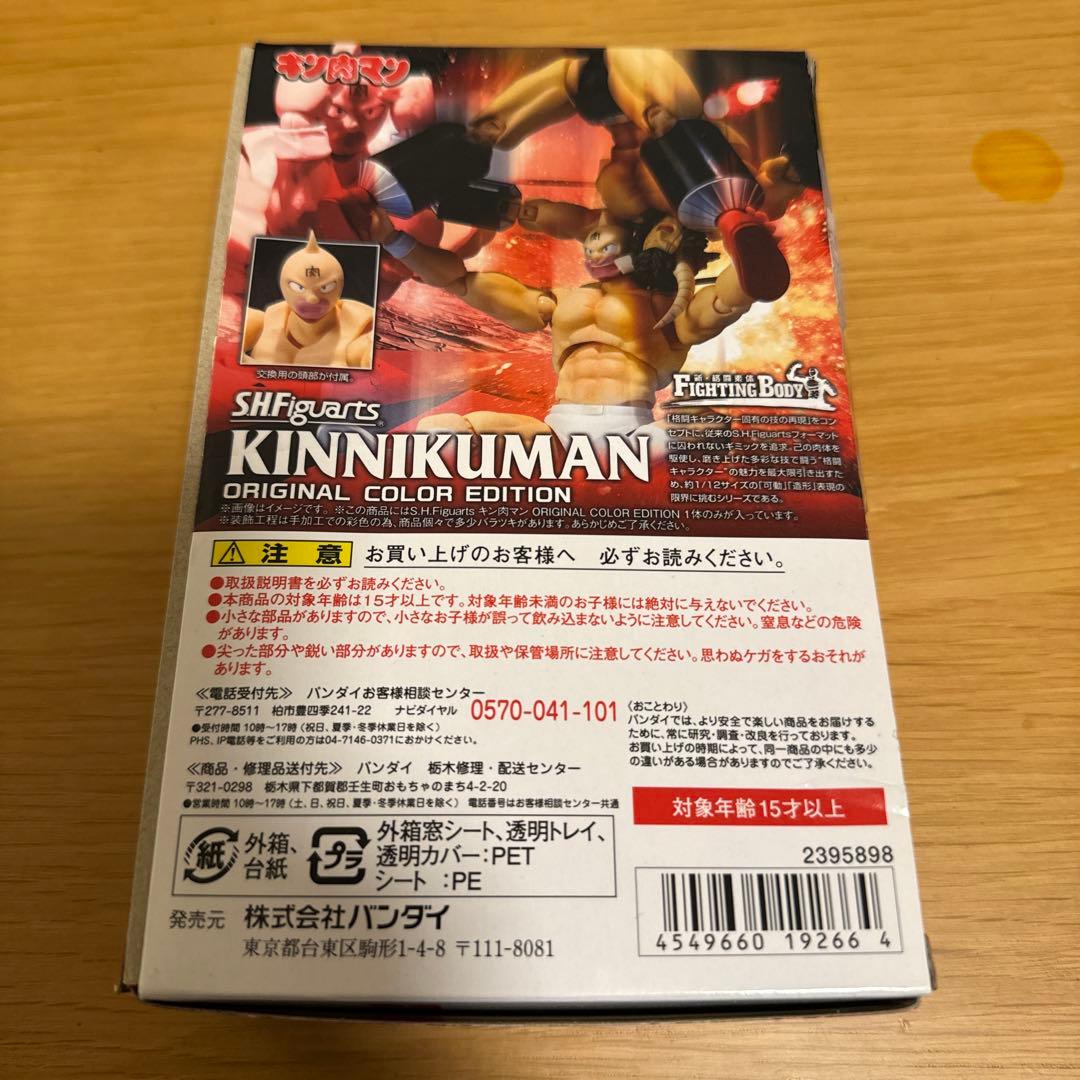 キン肉マン
肉
交換用の頭部が付属。
S.H.Figuarts®
KINNIKUMAN
ORIGINAL COLOR EDITION
新・格闘素体
FIGHTING BODY
「格闘キャラクター固有の技の再現」をコン
セプトに、従来のS.H.Figuartsフォーマット
に囚われないギミックを追求。己の肉体を
駆使し、磨き上げた多彩な技で闘う“格闘
キャラクター”の魅力を最大限引き出すた
め、約1/12サイズの「可動」「造形」表現の
限界に挑むシリーズである。
※画像はイメージです。 ※この商品にはS.H.Figuarts キン肉マン ORIGINAL COLOR EDITION 1体のみが入っています。
※装飾工程は手加工での彩色の為、商品個々で多少バラツキがあります。あらかじめご了承ください。
注意 お買い上げのお客様へ 必ずお読みください。
●取扱説明書を必ずお読みください。
●本商品の対象年齢は15才以上です。対象年齢未満のお子様には絶対に与えないでください。
●小さな部品がありますので、小さなお子様が誤って飲み込まないように注意してください。窒息などの危険
があります。
●尖った部分や鋭い部分がありますので、取扱や保管場所に注意してください。思わぬケガをするおそれが
あります。
≪電話受付先≫ バンダイお客様相談センター
〒277-8511 柏市豊四季241-22 ナビダイヤル 0570-041-101
●受付時間 10時〜17時(祝日、夏季・冬季休業日を除く)
PHS、IP電話等をご利用の方は04-7146-0371におかけください。
《おことわり》
バンダイでは、より安全で楽しい商品をお届けする
ために、常に研究・調査・改良を行っております。
お買い上げの時期によって、同一商品の中にも多少
の違いがある場合がありますのでご了承ください。
≪商品・修理品送付先≫ バンダイ 栃木修理・配送センター
〒321-0298 栃木県下都賀郡壬生町おもちゃのまち4-2-20
●営業時間 10時〜17時(土、日、祝日、夏季・冬季休業日を除く) 電話番号はお客様相談センター共通
対象年齢15才以上
紙 外箱、
台紙
プラ 外箱窓シート、透明トレイ、
透明カバー:PET
シート :PE
2395898
4549660 19266 4
発売元 株式会社バンダイ
東京都台東区駒形1-4-8 〒111-8081